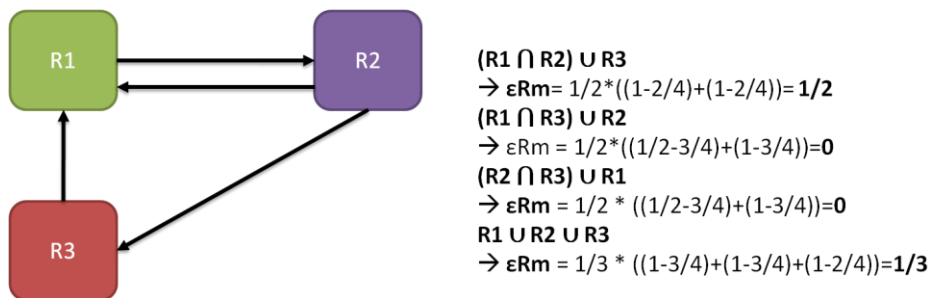 R1
R2
R3
(R1 ⋂ R2) ∪ R3
→ εRm= 1/2*((1-2/4)+(1-2/4))= 1/2
(R1 ⋂ R3) ∪ R2
→ εRm = 1/2*((1/2-3/4)+(1-3/4))=0
(R2 ⋂ R3) ∪ R1
→ εRm = 1/2 * ((1/2-3/4)+(1-3/4))=0
R1 ∪ R2 ∪ R3
→ εRm = 1/3 * ((1-3/4)+(1-3/4)+(1-2/4))=1/3